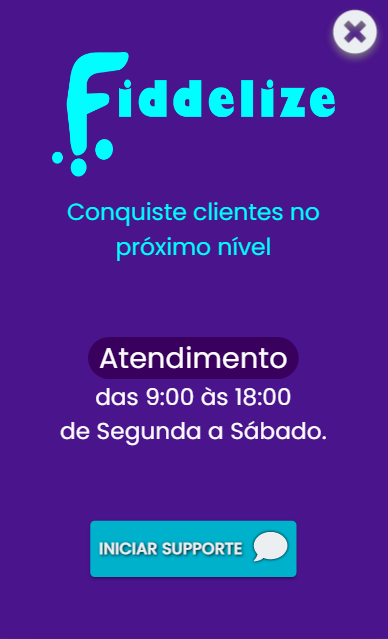 Fiddelize
Conquiste clientes no
próximo nível
Atendimento
das 9:00 às 18:00
de Segunda a Sábado.
INICIAR SUPPORTE